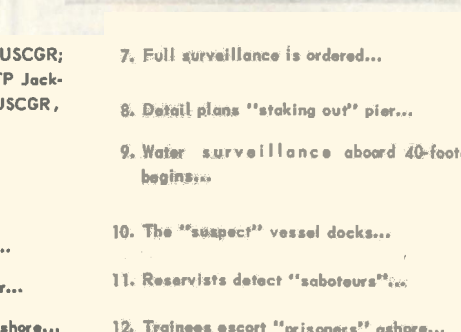 USCGR;
TP Jack-
USCGR,
..
r...
shore...
7. Full surveillance is ordered...
8. Detail plans "staking out" pier...
9. Water surveillance aboard 40-foot
begins...
10. The "suspect" vessel docks...
11. Reservists detect "saboteurs"...
12. Trainees escort "prisoners" ashore...